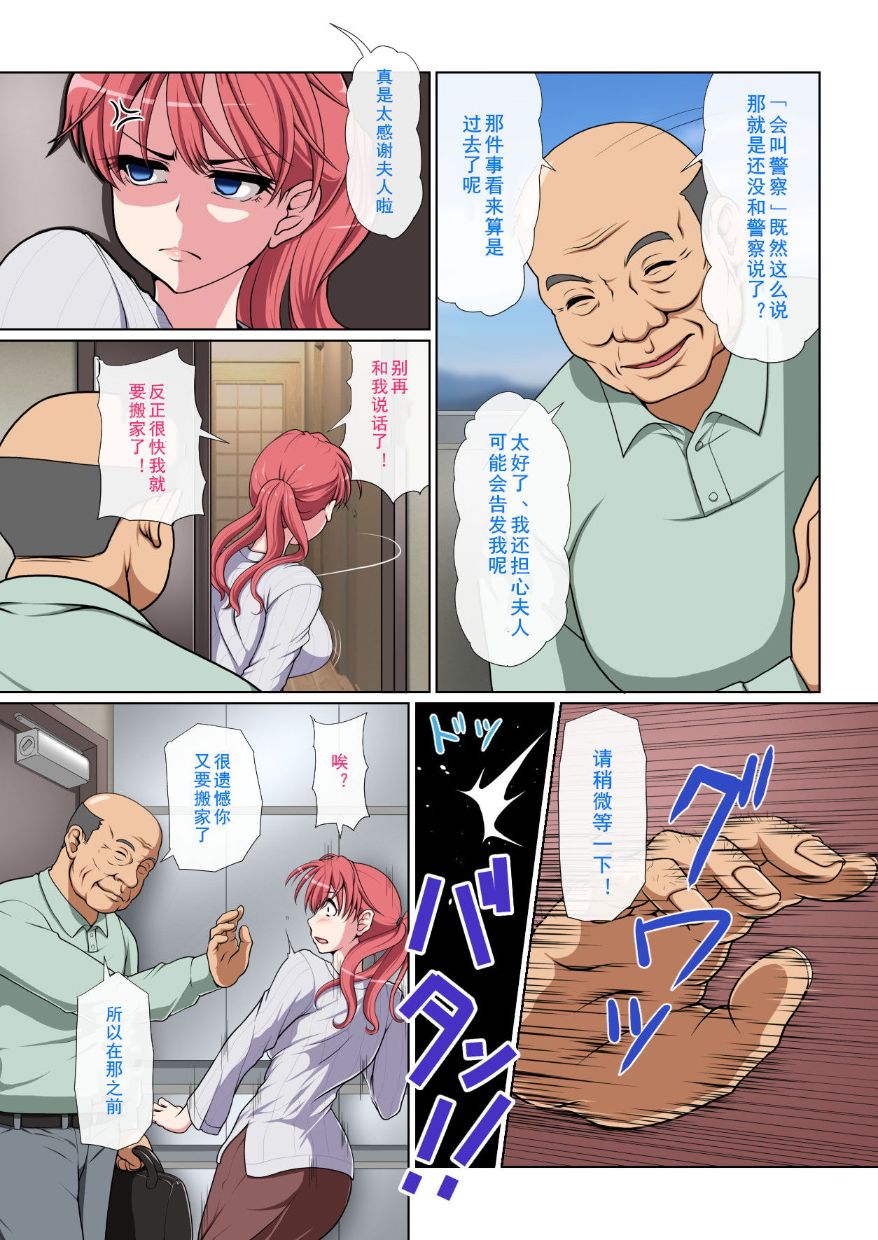 「会叫警察」既然这么说
那就是还没和警察说了？
那件事看来算是
过去了呢
太好了、我还担心夫人
可能会告发我呢
真是太感谢夫人啦
别再
和我说话了！
反正很快我就
要搬家了！
请稍微等一下！
グワッ
ドッ
バタン!!
唉？
很遗憾你
又要搬家了
所以在那之前